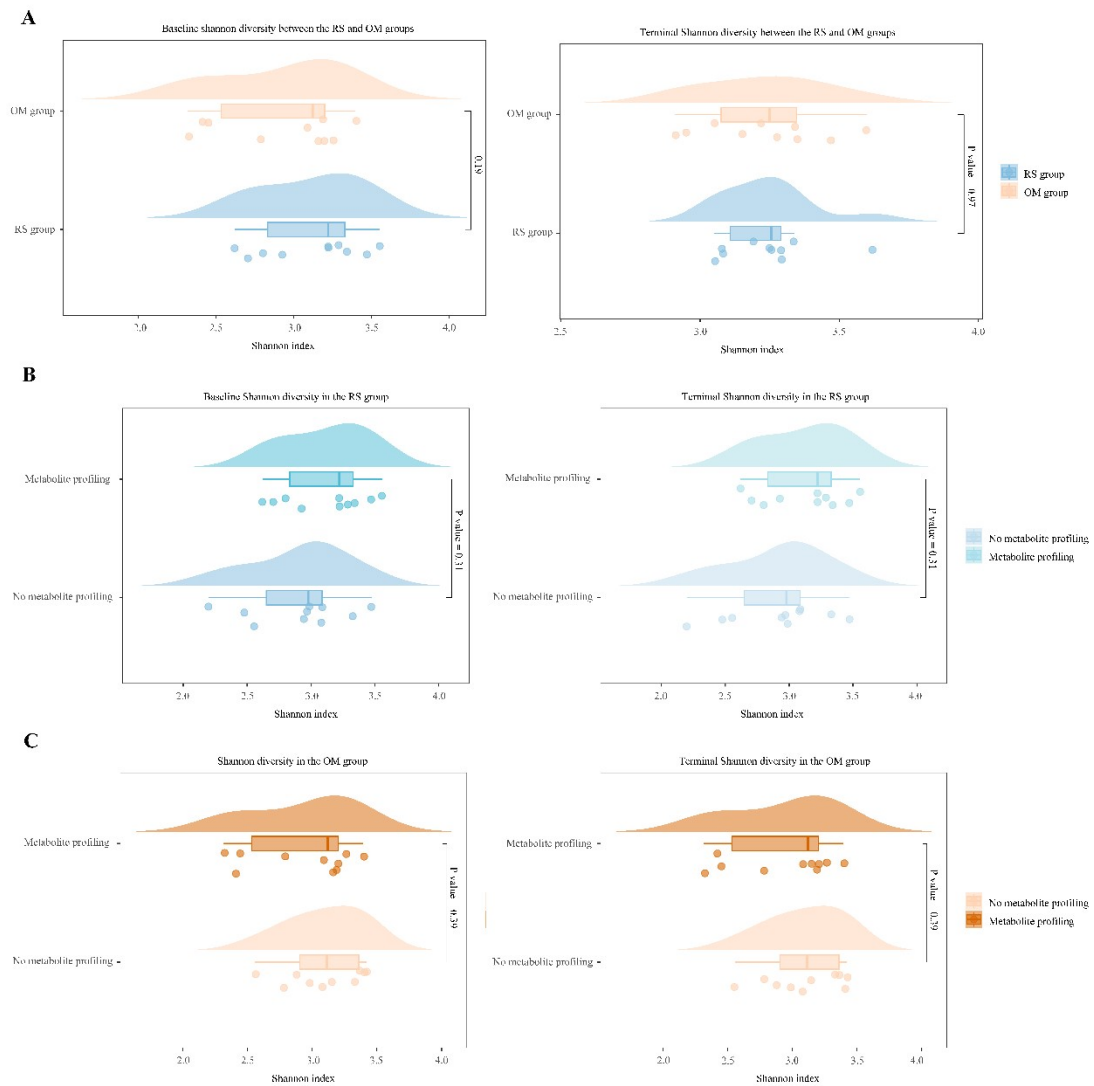 A
Baseline shannon diversity between the RS and OM groups
Terminal Shannon diversity between the RS and OM groups
OM group
RS group
0.19
2.0 2.5 3.0 3.5 4.0
Shannon index
OM group
RS group
P value 0.97
2.5 3.0 3.5 4.0
Shannon index
RS group
OM group
B
Baseline Shannon diversity in the RS group
Terminal Shannon diversity in the RS group
Metabolite profiling
No metabolite profiling
P value = 0.31
2.0 2.5 3.0 3.5 4.0
Shannon index
Metabolite profiling
No metabolite profiling
P value = 0.31
2.0 2.5 3.0 3.5 4.0
Shannon index
No metabolite profiling
Metabolite profiling
C
Shannon diversity in the OM group
Terminal Shannon diversity in the OM group
Metabolite profiling
No metabolite profiling
P value 0.39
2.0 2.5 3.0 3.5 4.0
Shannon index
Metabolite profiling
No metabolite profiling
P value 0.39
2.0 2.5 3.0 3.5 4.0
Shannon index
No metabolite profiling
Metabolite profiling